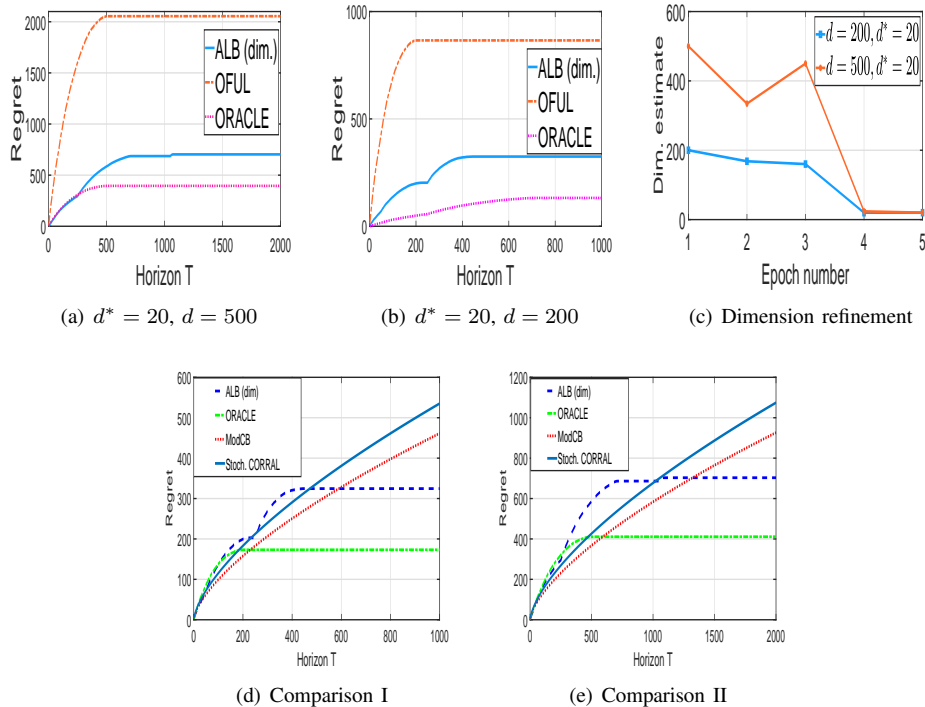 2000
1500
1000
500
0
Regret
ALB (dim.)
OFUL
ORACLE
0 500 1000 1500 2000
Horizon T
(a) d* = 20, d = 500
1000
500
0
Regret
ALB (dim.)
OFUL
ORACLE
0 200 400 600 800 1000
Horizon T
(b) d* = 20, d = 200
600
400
200
0
Dim. estimate
d = 200, d* = 20
d = 500, d* = 20
1 2 3 4 5
Epoch number
(c) Dimension refinement
600
500
400
300
200
100
0
Regret
ALB (dim)
ORACLE
ModCB
Stoch. CORRAL
0 200 400 600 800 1000
Horizon T
(d) Comparison I
1200
1000
800
600
400
200
0
Regret
ALB (dim)
ORACLE
ModCB
Stoch. CORRAL
0 500 1000 1500 2000
Horizon T
(e) Comparison II